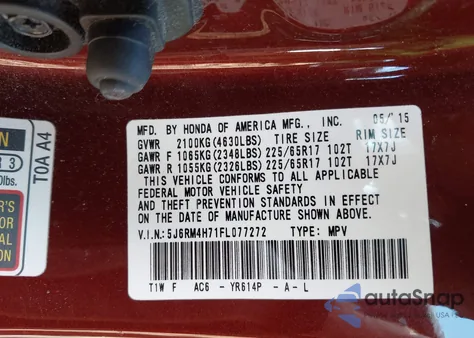 MFD. BY HONDA OF AMERICA MFG., INC. 05/15
GVWR 2100KG(4630LBS) TIRE SIZE RIM SIZE
GAWR F 1065KG(2348LBS) 225/65R17 102T 17X7J
GAWR R 1055KG(2326LBS) 225/65R17 102T 17X7J
THIS VEHICLE CONFORMS TO ALL APPLICABLE
FEDERAL MOTOR VEHICLE SAFETY
AND THEFT PREVENTION STANDARDS IN EFFECT
ON THE DATE OF MANUFACTURE SHOWN ABOVE.
V.I.N.: 5J6RM4H71FL077272 TYPE: MPV
T1W F AC6 - YR614P - A - L
T0A A4
N
R 3
0lbs.
R'S
autoSnap